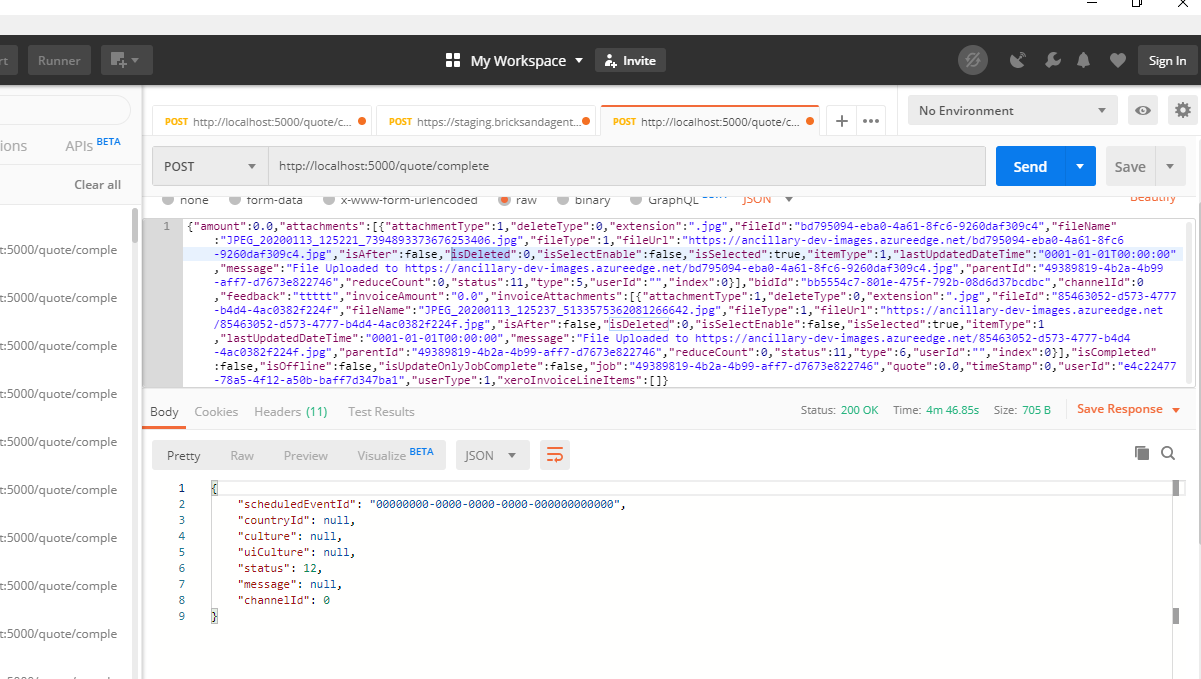 rt
Runner
My Workspace
Invite
Sign In
ions
APIs BETA
Clear all
t:5000/quote/comple
t:5000/quote/comple
t:5000/quote/comple
t:5000/quote/comple
t:5000/quote/comple
t:5000/quote/comple
t:5000/quote/comple
t:5000/quote/comple
t:5000/quote/comple
POST http://localhost:5000/quote/c...
POST https://staging.bricksandagent...
POST http://localhost:5000/quote/c...
No Environment
POST
http://localhost:5000/quote/complete
Send
Save
none form-data x-www-form-urlencoded raw binary GraphQL JSON Beautify
1 {"amount":0.0,"attachments":[{"attachmentType":1,"deleteType":0,"extension":".jpg","fileId":"bd795094-eba0-4a61-8fc6-9260daf309c4","fileName"
:"JPEG_20200113_125221_7394893373676253406.jpg","fileType":1,"fileUrl":"https://ancillary-dev-images.azureedge.net/bd795094-eba0-4a61-8fc6
-9260daf309c4.jpg","isAfter":false,"isDeleted":0,"isSelectEnable":false,"isSelected":true,"itemType":1,"lastUpdatedDateTime":"0001-01-01T00:00:00"
,"message":"File Uploaded to https://ancillary-dev-images.azureedge.net/bd795094-eba0-4a61-8fc6-9260daf309c4.jpg","parentId":"49389819-4b2a-4b99
-aff7-d7673e822746","reduceCount":0,"status":11,"type":5,"userId":"","index":0}],"bidId":"bb5554c7-801e-475f-792b-08d6d37bcdbc","channelId":0
,"feedback":"ttttt","invoiceAmount":"0.0","invoiceAttachments":[{"attachmentType":1,"deleteType":0,"extension":".jpg","fileId":"85463052-d573-4777
-b4d4-4ac0382f224f","fileName":"JPEG_20200113_125237_5133575362081266642.jpg","fileType":1,"fileUrl":"https://ancillary-dev-images.azureedge.net
/85463052-d573-4777-b4d4-4ac0382f224f.jpg","isAfter":false,"isDeleted":0,"isSelectEnable":false,"isSelected":true,"itemType":1
,"lastUpdatedDateTime":"0001-01-01T00:00:00","message":"File Uploaded to https://ancillary-dev-images.azureedge.net/85463052-d573-4777-b4d4
-4ac0382f224f.jpg","parentId":"49389819-4b2a-4b99-aff7-d7673e822746","reduceCount":0,"status":11,"type":6,"userId":"","index":0}],"isCompleted"
:false,"isOffline":false,"isUpdateOnlyJobComplete":false,"job":"49389819-4b2a-4b99-aff7-d7673e822746","quote":0.0,"timeStamp":0,"userId":"e4c22477
-78a5-4f12-a50b-baff7d347ba1","userType":1,"xeroInvoiceLineItems":[]}
Body Cookies Headers (11) Test Results
Status: 200 OK Time: 4m 46.85s Size: 705 B Save Response
Pretty Raw Preview Visualize BETA JSON
1 {
2 "scheduledEventId": "00000000-0000-0000-0000-000000000000",
3 "countryId": null,
4 "culture": null,
5 "uiCulture": null,
6 "status": 12,
7 "message": null,
8 "channelId": 0
9 }